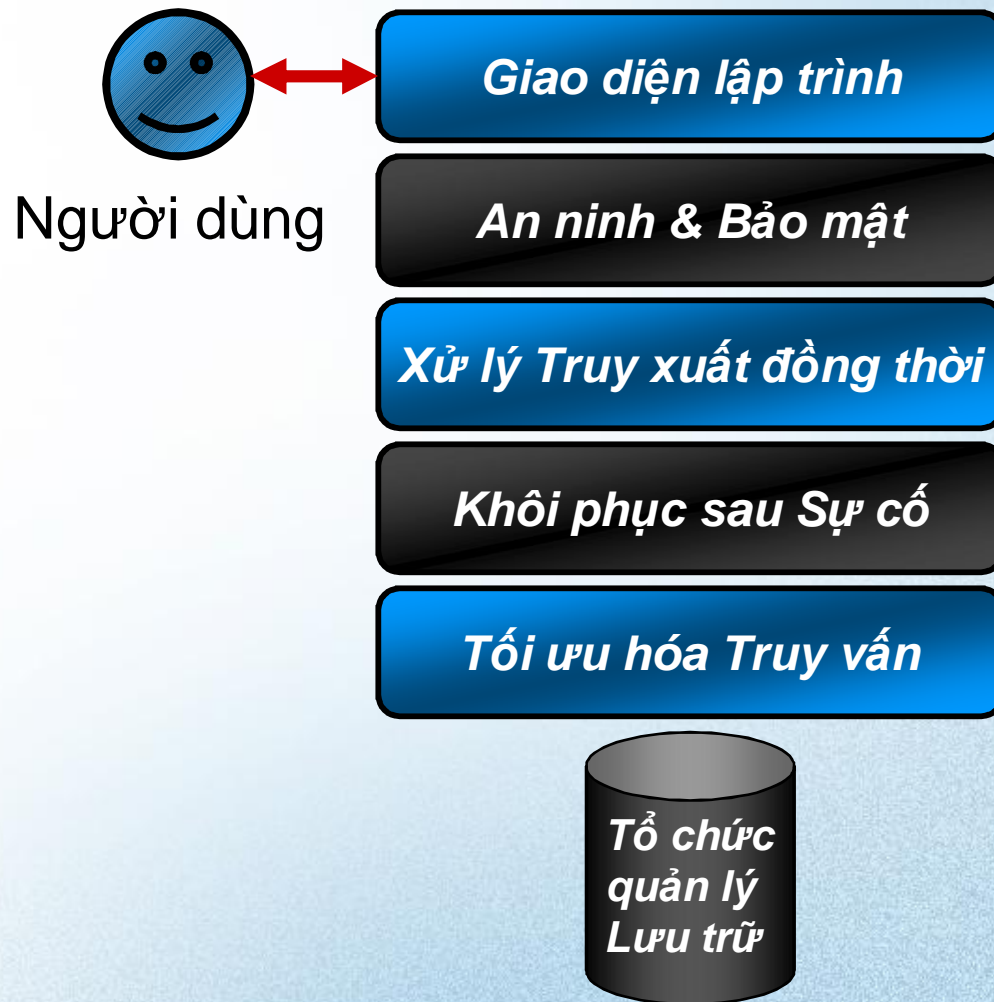 Giao diện lập trình
Người dùng
An ninh & Bảo mật
Xử lý Truy xuất đồng thời
Khôi phục sau Sự cố
Tối ưu hóa Truy vấn
Tổ chức
quản lý
Lưu trữ